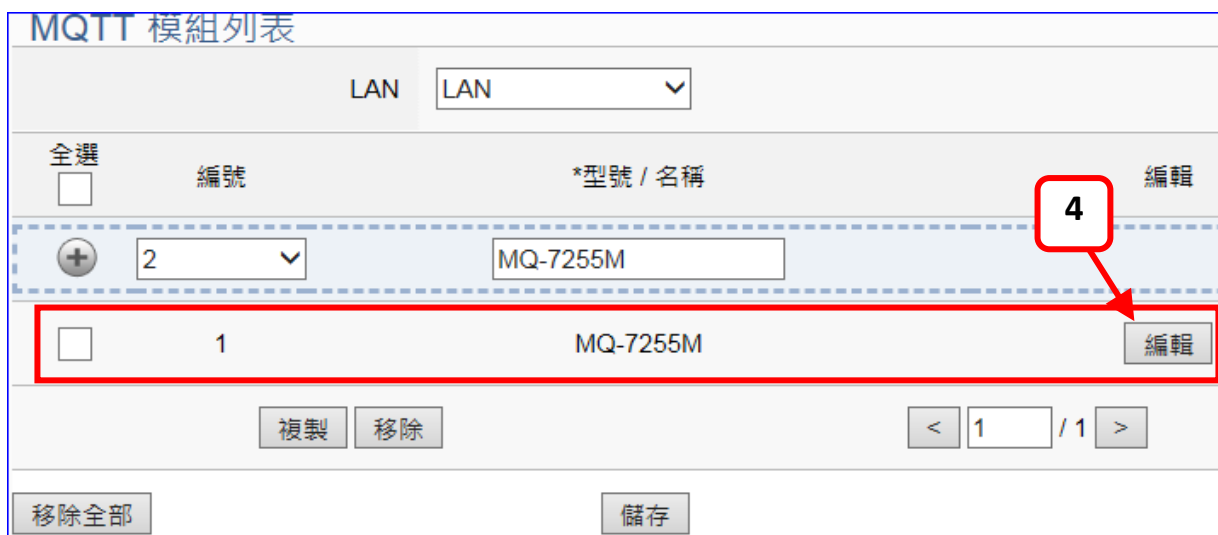 MQTT 模組列表
LAN LAN
全選 編號 *型號 / 名稱 編輯
4
2 MQ-7255M
1 MQ-7255M 編輯
複製 移除 < 1 / 1 >
移除全部 儲存